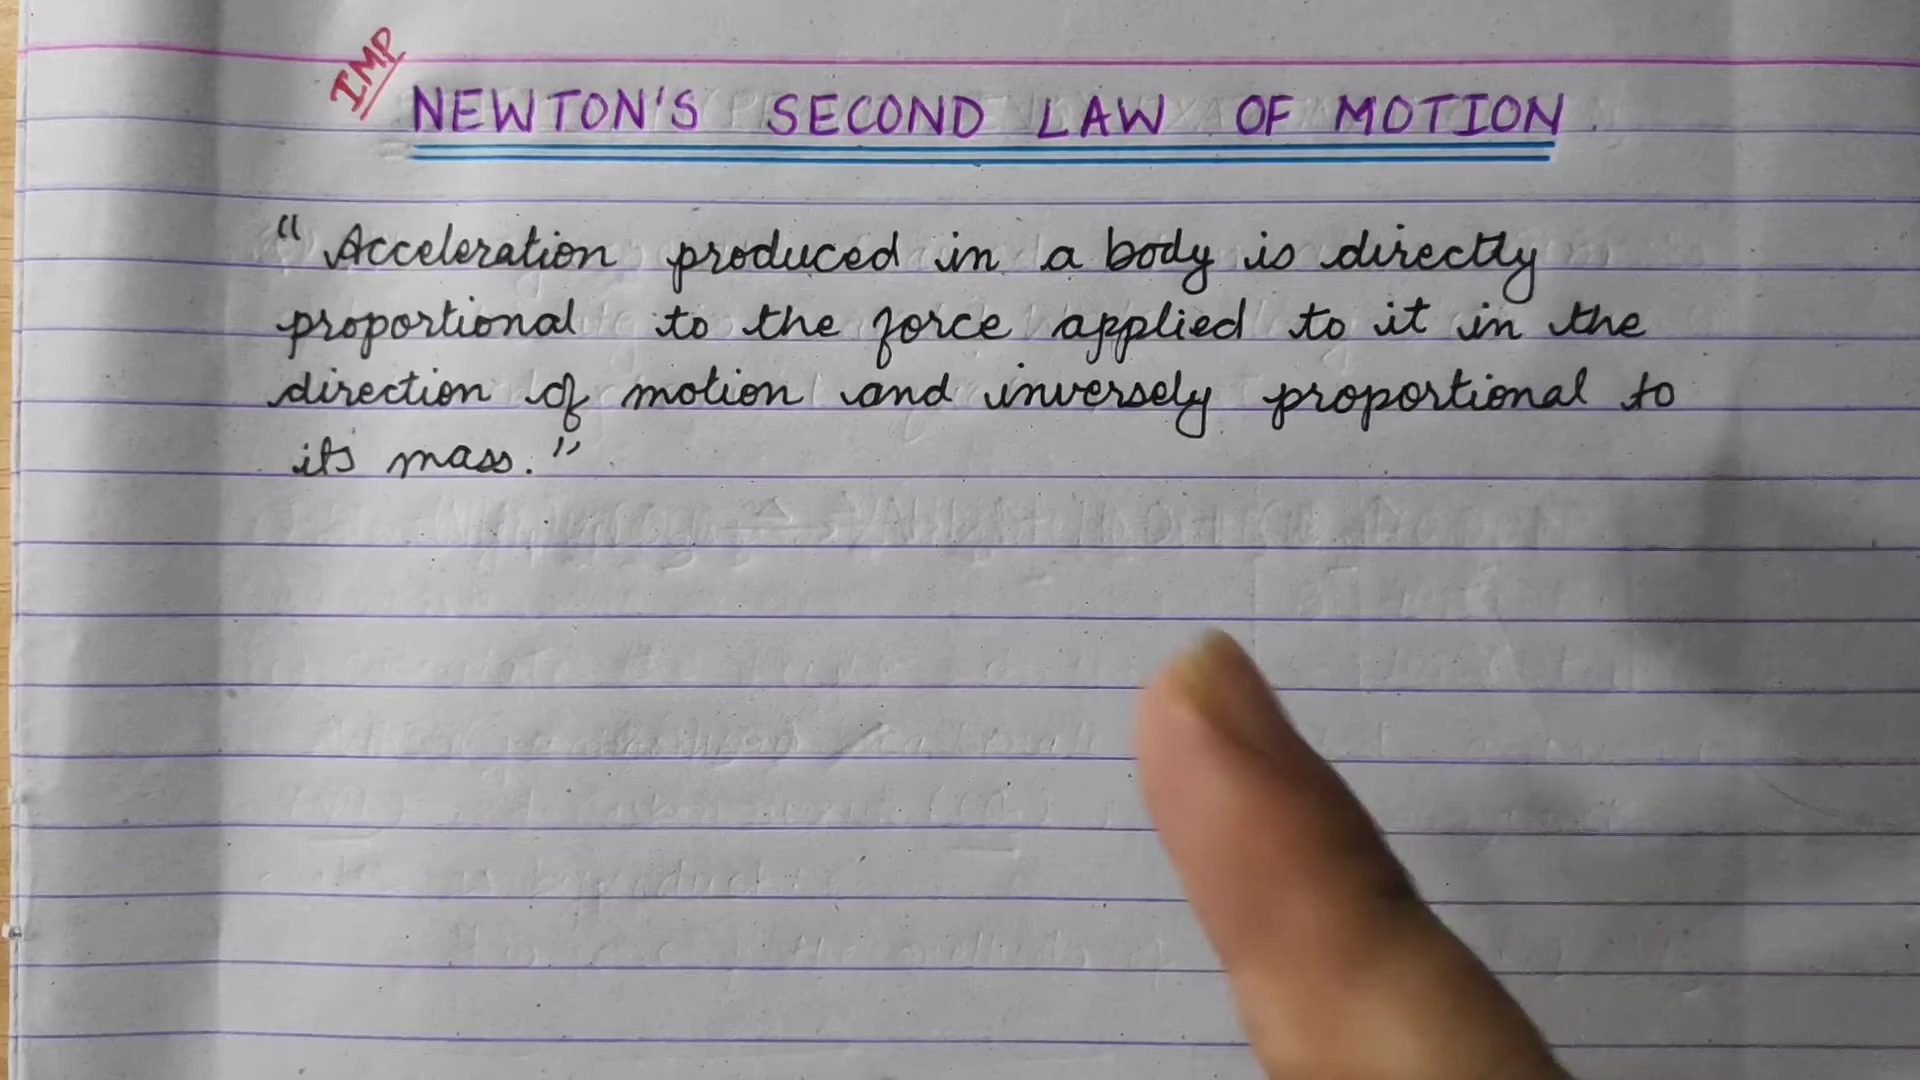 IMP
NEWTON'S SECOND LAW OF MOTION
“Acceleration produced in a body is directly
proportional to the force applied to it in the
direction of motion and inversely proportional to
its mass.”